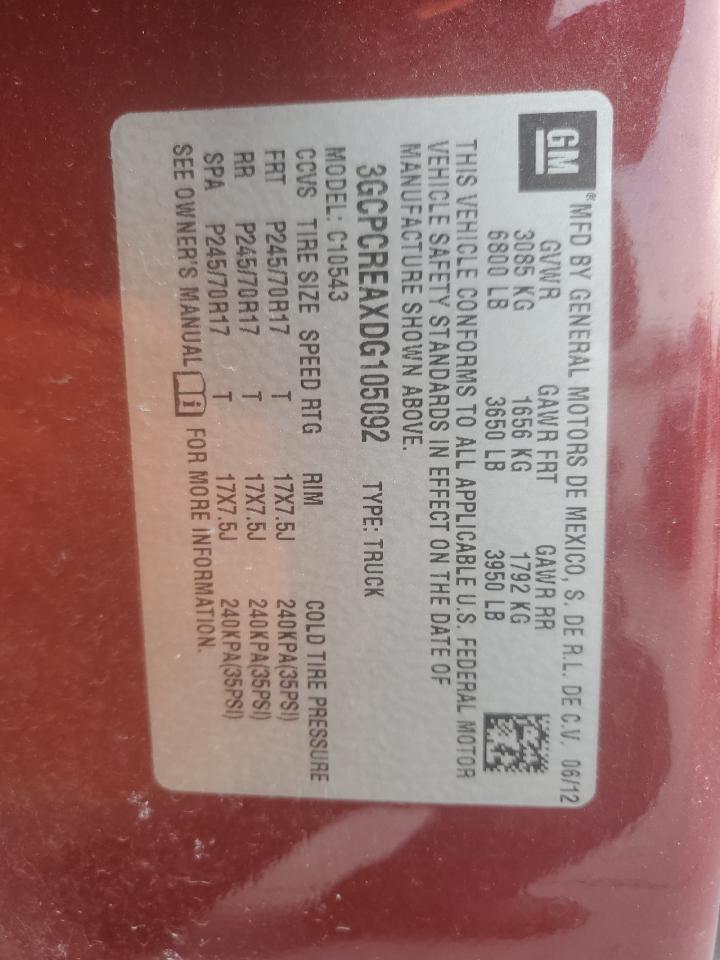 GM
® MFD BY GENERAL MOTORS DE MEXICO, S. DE R.L. DE C.V. 06/12
GVWR GAWR FRT GAWR RR
3085 KG 1656 KG 1792 KG
6800 LB 3650 LB 3950 LB
THIS VEHICLE CONFORMS TO ALL APPLICABLE U.S. FEDERAL MOTOR
VEHICLE SAFETY STANDARDS IN EFFECT ON THE DATE OF
MANUFACTURE SHOWN ABOVE.
3GCPCREAXDG105092 TYPE: TRUCK
MODEL: C10543
CCVS TIRE SIZE SPEED RTG RIM COLD TIRE PRESSURE
FRT P245/70R17 T 17X7.5J 240KPA(35PSI)
RR P245/70R17 T 17X7.5J 240KPA(35PSI)
SPA P245/70R17 T 17X7.5J 240KPA(35PSI)
SEE OWNER'S MANUAL i FOR MORE INFORMATION.